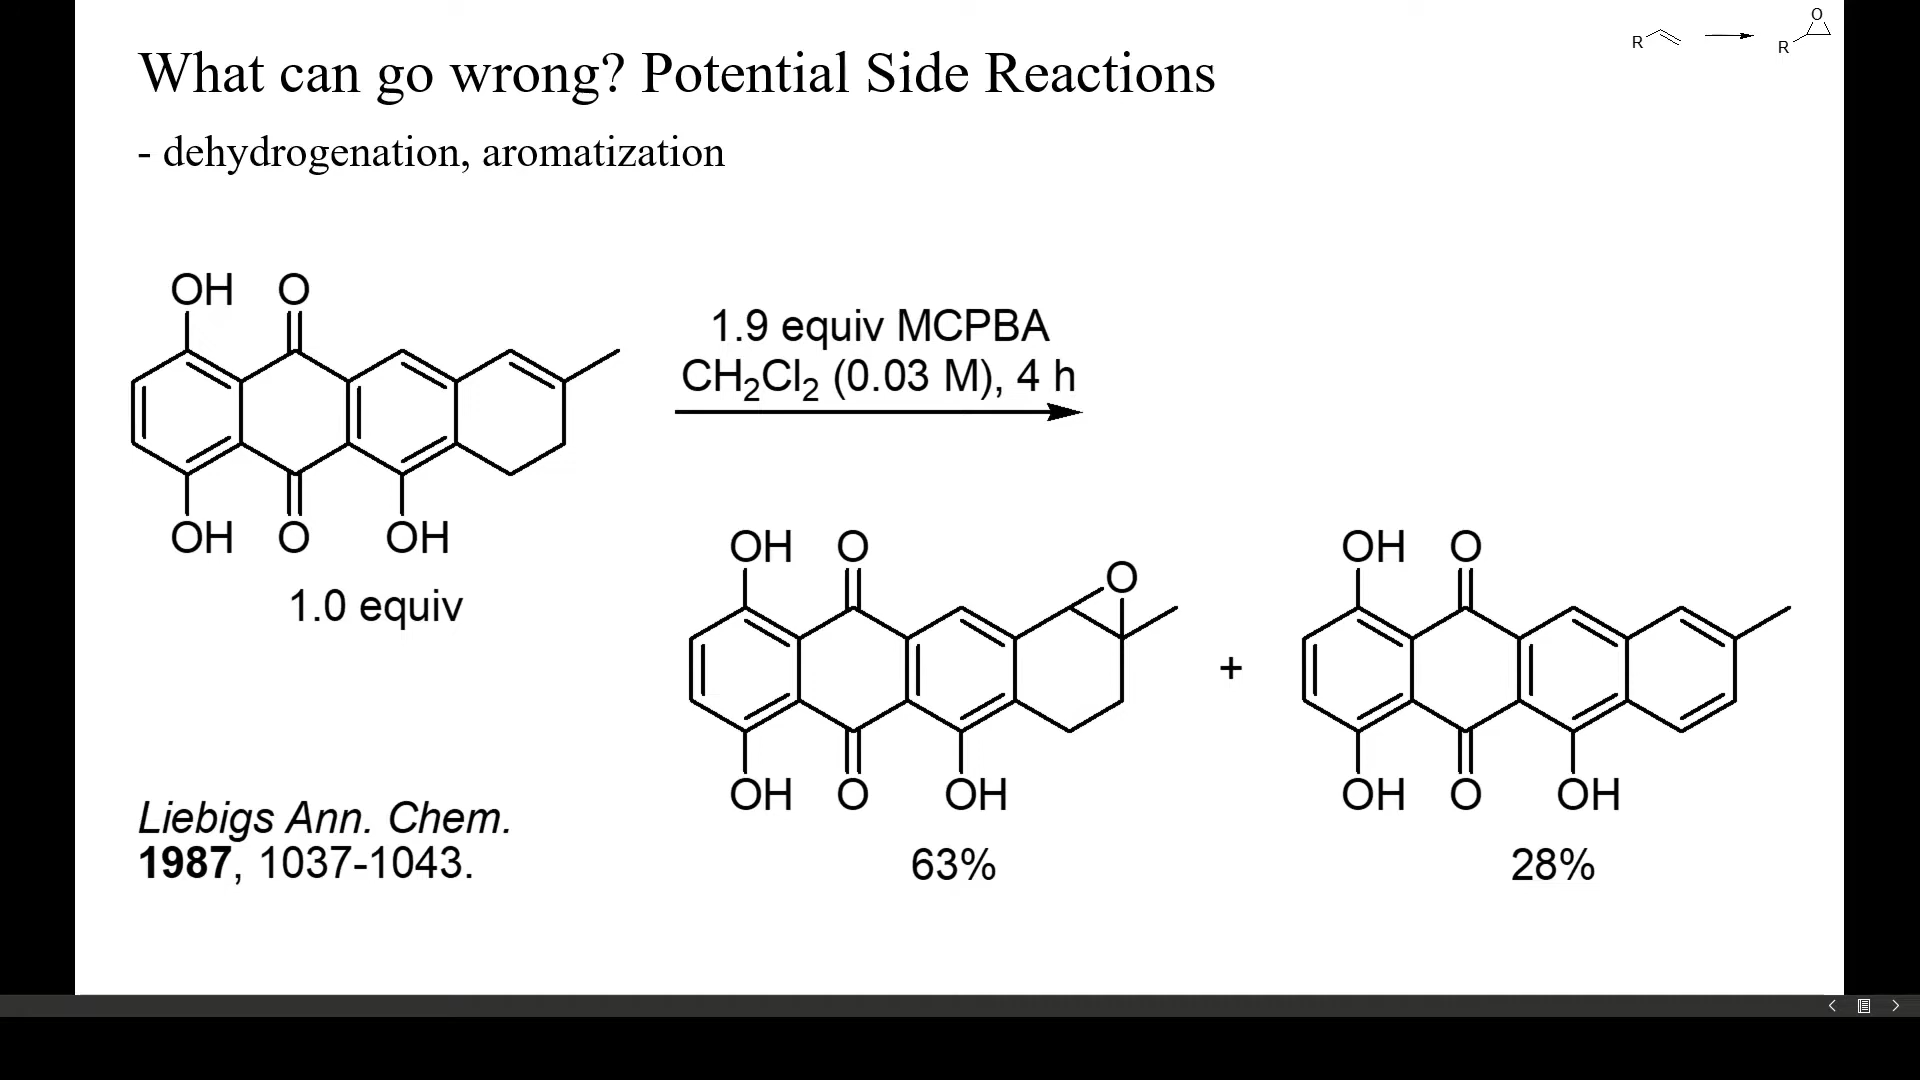 What can go wrong? Potential Side Reactions
- dehydrogenation, aromatization
R
O
R
OH O
OH O OH
1.0 equiv
1.9 equiv MCPBA
CH₂Cl₂ (0.03 M), 4 h
OH O
O
OH O OH
63%
+
OH O
OH O OH
28%
Liebigs Ann. Chem.
1987, 1037-1043.